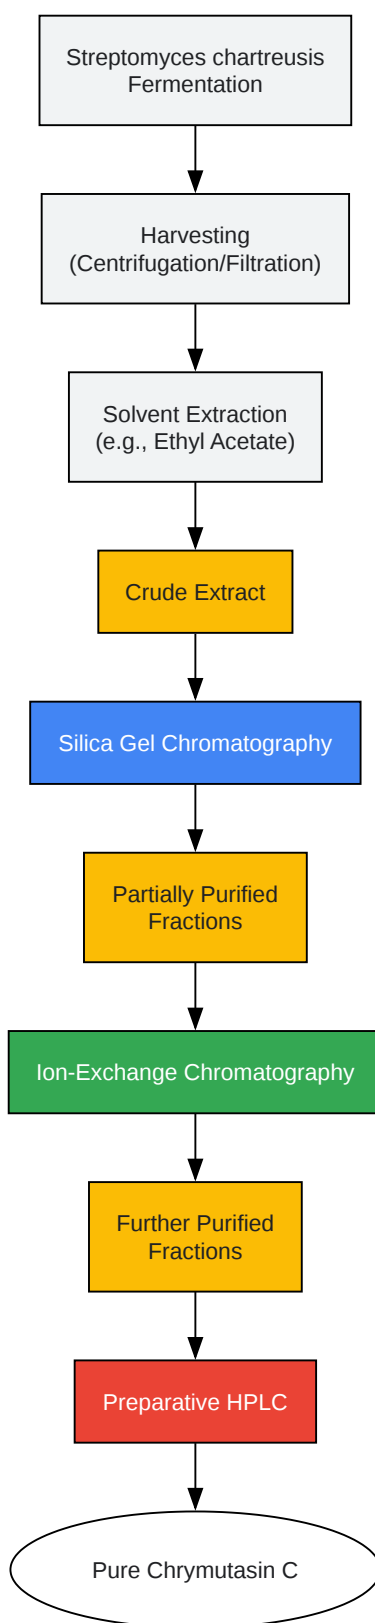 Streptomyces chartreusis
Fermentation
Harvesting
(Centrifugation/Filtration)
Solvent Extraction
(e.g., Ethyl Acetate)
Crude Extract
Silica Gel Chromatography
Partially Purified
Fractions
Ion-Exchange Chromatography
Further Purified
Fractions
Preparative HPLC
Pure Chrymutasin C